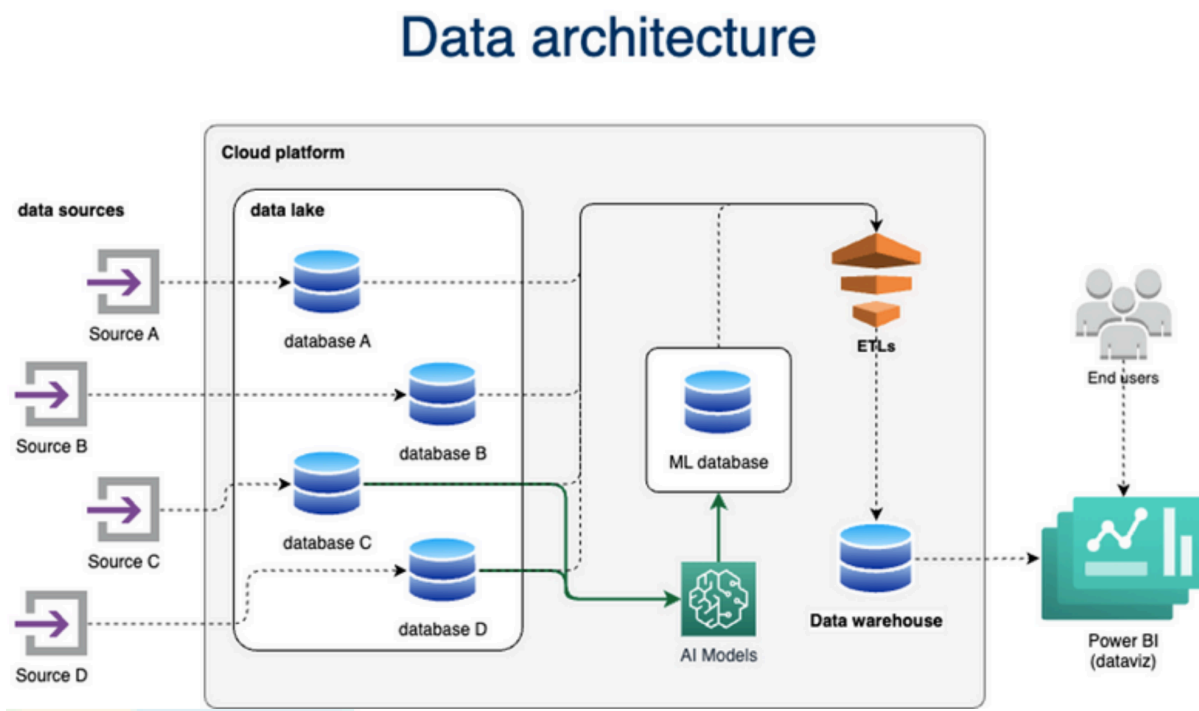 Data architecture
Cloud platform
data sources
data lake
Source A
database A
ETLs
End users
Source B
database B
ML database
Source C
database C
database D
Data warehouse
Source D
AI Models
Power BI
(dataviz)